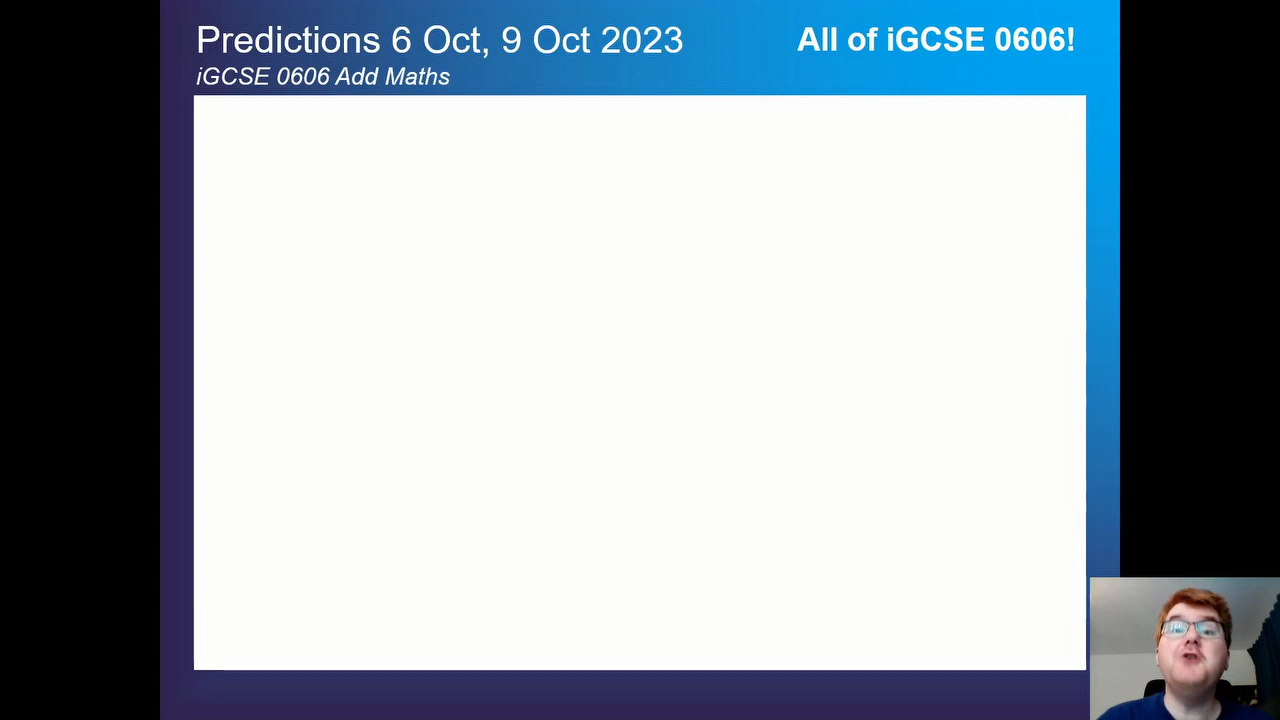 Predictions 6 Oct, 9 Oct 2023
All of iGCSE 0606!
iGCSE 0606 Add Maths